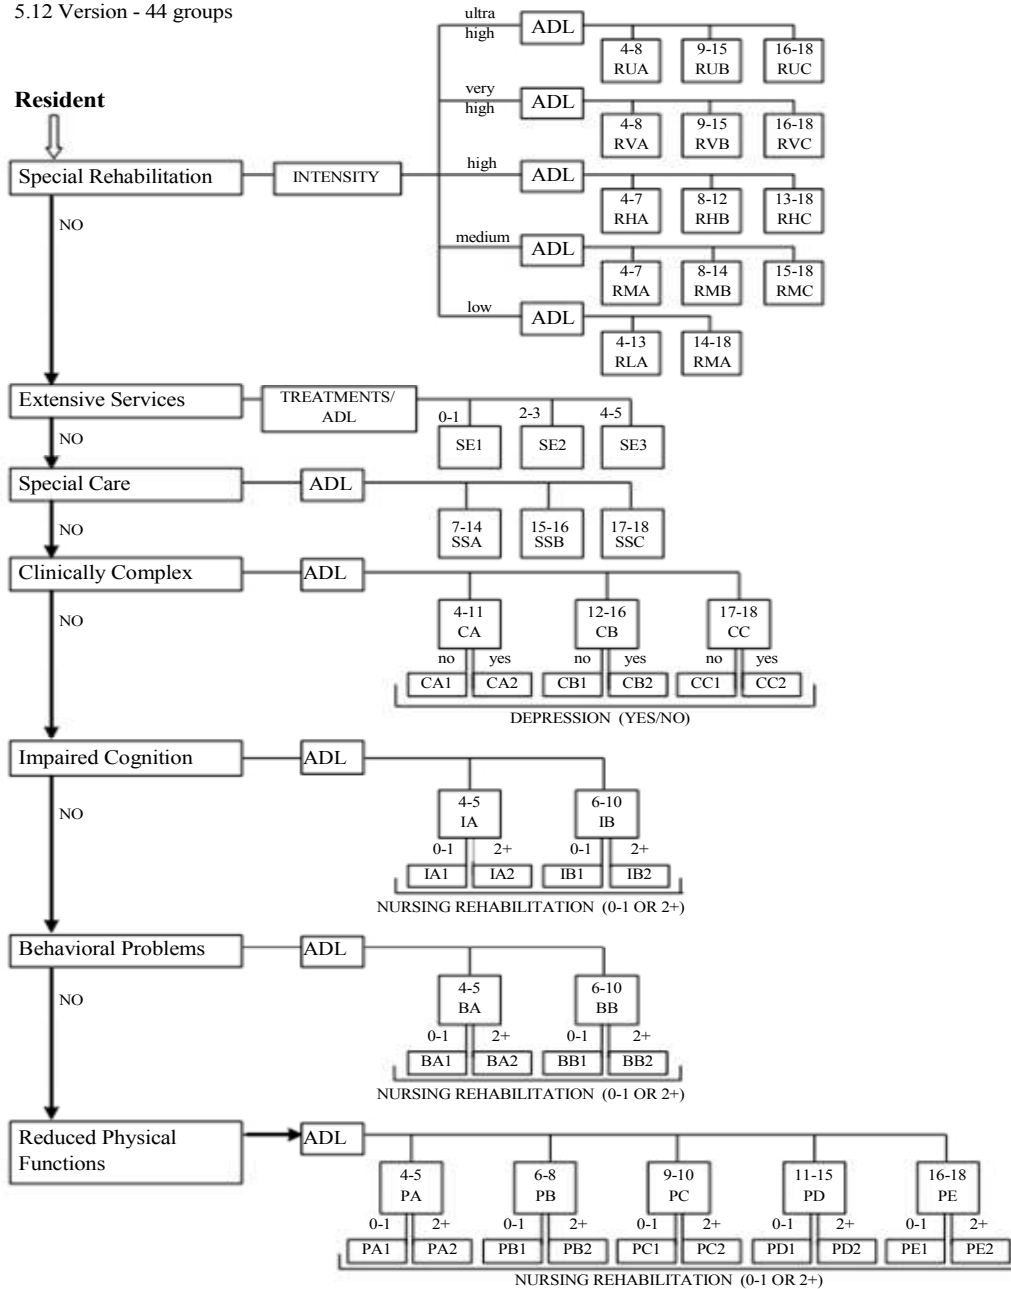 5.12 Version - 44 groups
Resident
Special Rehabilitation
INTENSITY
ultra
high
ADL
4-8
RUA
9-15
RUB
16-18
RUC
very
high
ADL
4-8
RVA
9-15
RVB
16-18
RVC
high
ADL
4-7
RHA
8-12
RHB
13-18
RHC
medium
ADL
4-7
RMA
8-14
RMB
15-18
RMC
low
ADL
4-13
RLA
14-18
RMA
NO
Extensive Services
TREATMENTS/
ADL
0-1
SE1
2-3
SE2
4-5
SE3
NO
Special Care
ADL
7-14
SSA
15-16
SSB
17-18
SSC
NO
Clinically Complex
ADL
4-11
CA
12-16
CB
17-18
CC
no yes no yes no yes
CA1 CA2 CB1 CB2 CC1 CC2
DEPRESSION (YES/NO)
NO
Impaired Cognition
ADL
4-5
IA
6-10
IB
0-1 2+ 0-1 2+
IA1 IA2 IB1 IB2
NURSING REHABILITATION (0-1 OR 2+)
NO
Behavioral Problems
ADL
4-5
BA
6-10
BB
0-1 2+ 0-1 2+
BA1 BA2 BB1 BB2
NURSING REHABILITATION (0-1 OR 2+)
NO
Reduced Physical
Functions
ADL
4-5
PA
6-8
PB
9-10
PC
11-15
PD
16-18
PE
0-1 2+ 0-1 2+ 0-1 2+ 0-1 2+ 0-1 2+
PA1 PA2 PB1 PB2 PC1 PC2 PD1 PD2 PE1 PE2
NURSING REHABILITATION (0-1 OR 2+)